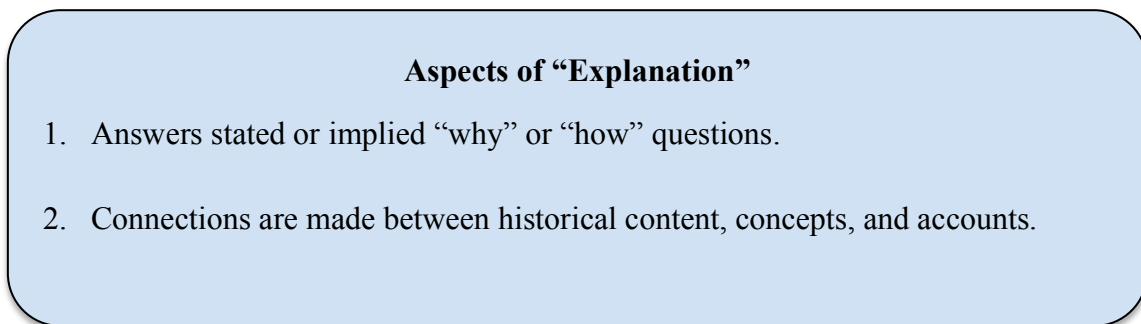 Aspects of “Explanation”
1. Answers stated or implied “why” or “how” questions.
2. Connections are made between historical content, concepts, and accounts.